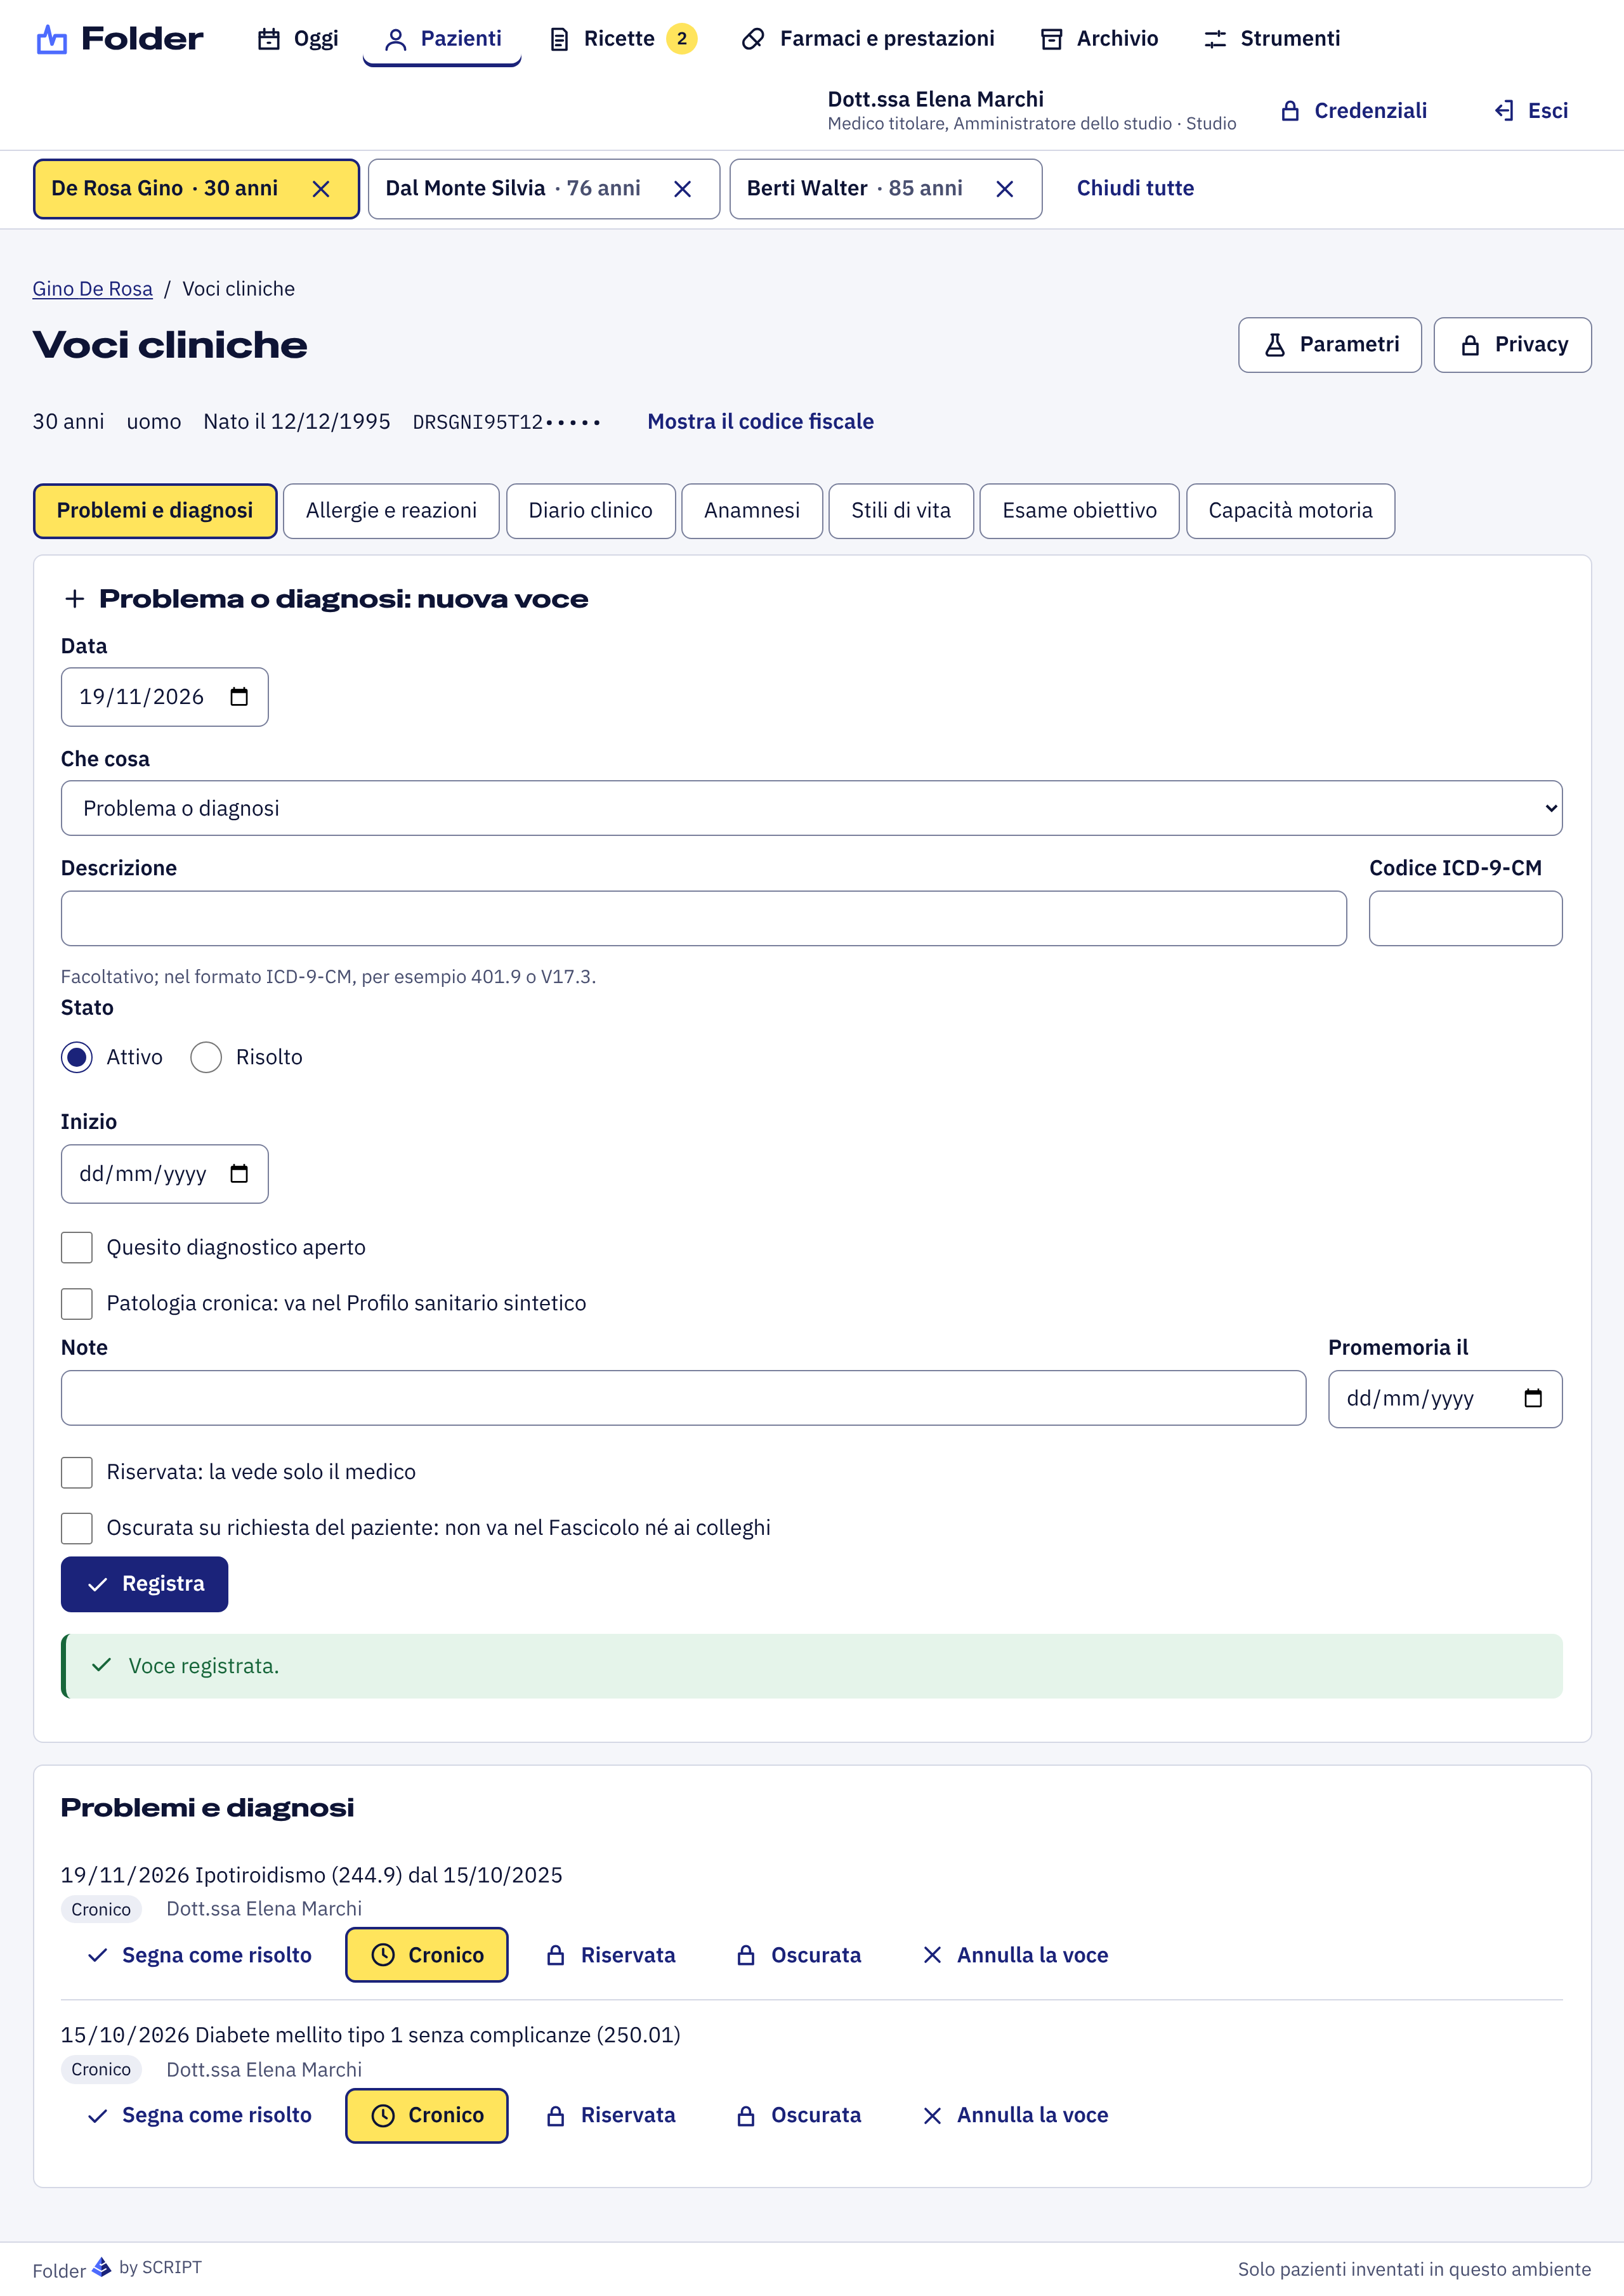 Folder
Oggi
Pazienti
Ricette 2
Farmaci e prestazioni
Archivio
Strumenti
Dott.ssa Elena Marchi
Medico titolare, Amministratore dello studio · Studio
Credenziali
Esci
De Rosa Gino · 30 anni
Dal Monte Silvia · 76 anni
Berti Walter · 85 anni
Chiudi tutte
Gino De Rosa / Voci cliniche
Voci cliniche
Parametri
Privacy
30 anni uomo Nato il 12/12/1995 DRSGNI95T12••••• Mostra il codice fiscale
Problemi e diagnosi
Allergie e reazioni
Diario clinico
Anamnesi
Stili di vita
Esame obiettivo
Capacità motoria
Problema o diagnosi: nuova voce
Data
19/11/2026
Che cosa
Problema o diagnosi
Descrizione
Codice ICD-9-CM
Facoltativo; nel formato ICD-9-CM, per esempio 401.9 o V17.3.
Stato
Attivo
Risolto
Inizio
dd/mm/yyyy
Quesito diagnostico aperto
Patologia cronica: va nel Profilo sanitario sintetico
Note
Promemoria il
dd/mm/yyyy
Riservata: la vede solo il medico
Oscurata su richiesta del paziente: non va nel Fascicolo né ai colleghi
Registra
Voce registrata.
Problemi e diagnosi
19/11/2026 Ipotiroidismo (244.9) dal 15/10/2025
Cronico Dott.ssa Elena Marchi
Segna come risolto Cronico Riservata Oscurata Annulla la voce
15/10/2026 Diabete mellito tipo 1 senza complicanze (250.01)
Cronico Dott.ssa Elena Marchi
Segna come risolto Cronico Riservata Oscurata Annulla la voce
Folder by SCRIPT
Solo pazienti inventati in questo ambiente